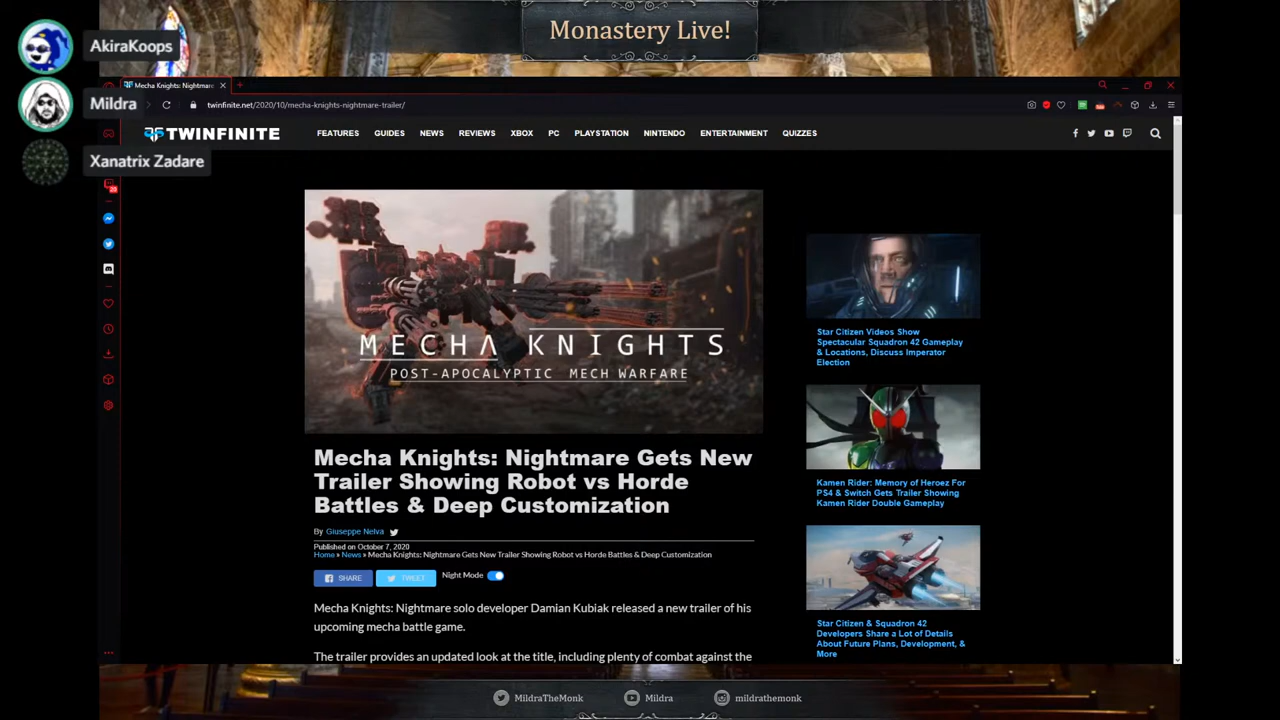 Monastery Live!
AkiraKoops
Mildra
Xanatrix Zadare
Mecha Knights: Nightmare
twinfinite.net/2020/10/mecha-knights-nightmare-trailer/
TWINFINITE
FEATURES GUIDES NEWS REVIEWS XBOX PC PLAYSTATION NINTENDO ENTERTAINMENT QUIZZES
MECHA KNIGHTS
POST-APOCALYPTIC MECH WARFARE
Mecha Knights: Nightmare Gets New
Trailer Showing Robot vs Horde
Battles & Deep Customization
By Giuseppe Nelva
Published on October 7, 2020
Home » News » Mecha Knights: Nightmare Gets New Trailer Showing Robot vs Horde Battles & Deep Customization
SHARE TWEET Night Mode
Mecha Knights: Nightmare solo developer Damian Kubiak released a new trailer of his
upcoming mecha battle game.
The trailer provides an updated look at the title, including plenty of combat against the
Star Citizen Videos Show
Spectacular Squadron 42 Gameplay
& Locations, Discuss Imperator
Election
Kamen Rider: Memory of Heroez For
PS4 & Switch Gets Trailer Showing
Kamen Rider Double Gameplay
Star Citizen & Squadron 42
Developers Share a Lot of Details
About Future Plans, Development, &
More
MildraTheMonk Mildra mildrathemonk